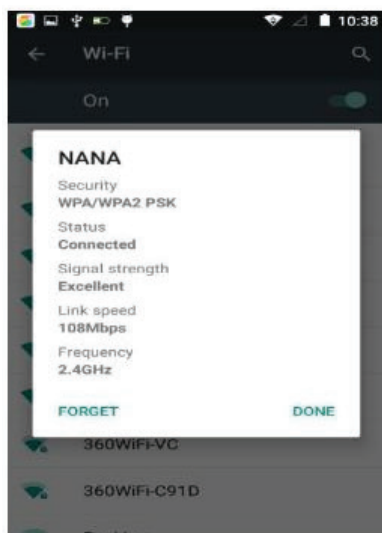 10:38
Wi-Fi
On
NANA
Security
WPA/WPA2 PSK
Status
Connected
Signal strength
Excellent
Link speed
108Mbps
Frequency
2.4GHz
FORGET DONE
360WiFi-VC
360WiFi-C91D